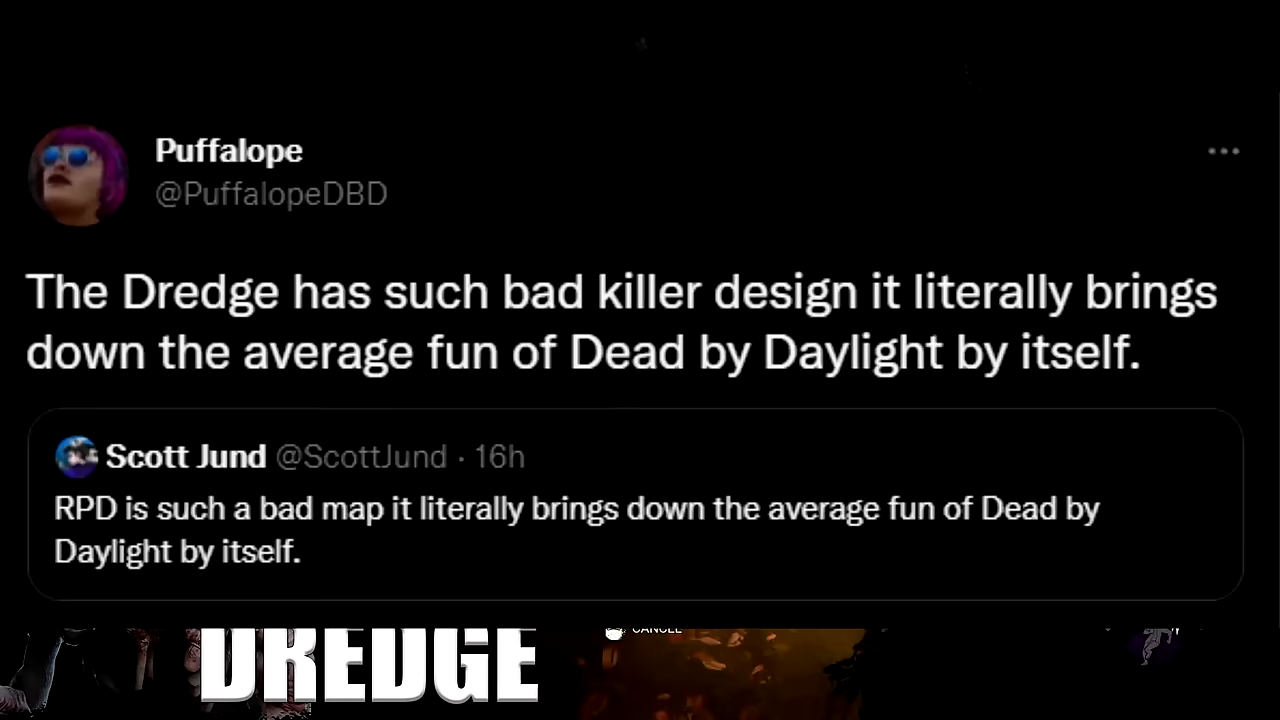 Puffalope
@PuffalopeDBD
The Dredge has such bad killer design it literally brings
down the average fun of Dead by Daylight by itself.
Scott Jund @ScottJund · 16h
RPD is such a bad map it literally brings down the average fun of Dead by
Daylight by itself.
CANCEL
DREDGE